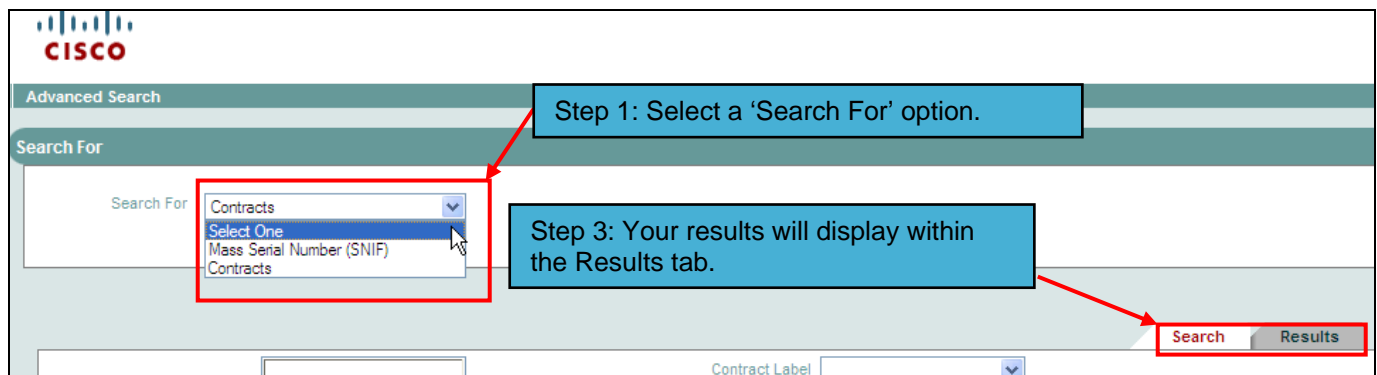 CISCO
Advanced Search
Step 1: Select a ‘Search For’ option.
Search For
Search For
Contracts
Select One
Mass Serial Number (SNIF)
Contracts
Step 3: Your results will display within
the Results tab.
Search
Results
Contract Label